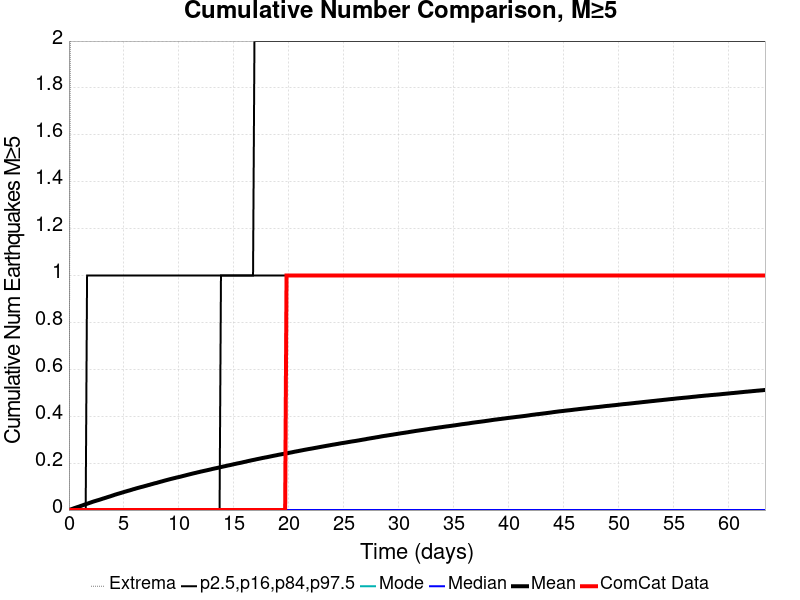 Cumulative Number Comparison, M≥5
Cumulative Num Earthquakes M≥5
2
1.8
1.6
1.4
1.2
1
0.8
0.6
0.4
0.2
0
0 5 10 15 20 25 30 35 40 45 50 55 60
Time (days)
Extrema p2.5,p16,p84,p97.5 Mode Median Mean ComCat Data